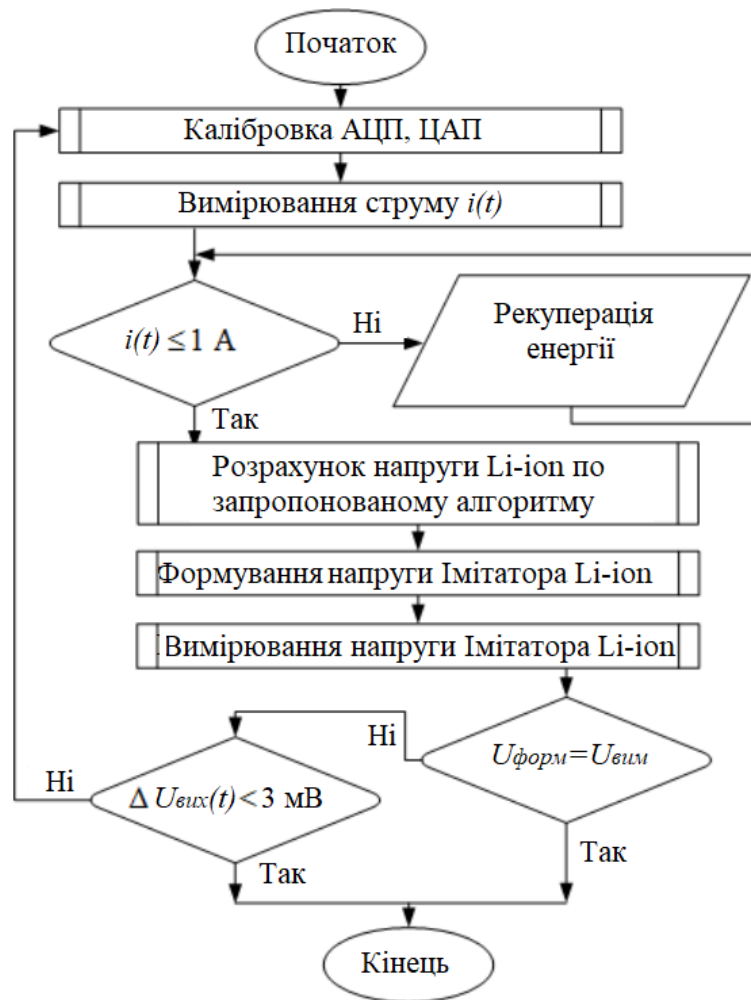 Початок
Калібровка АЦП, ЦАП
Вимірювання струму i(t)
i(t) ≤ 1 А
Ні
Рекуперація
енергії
Так
Розрахунок напруги Li-ion по
запропонованому алгоритму
Формування напруги Імітатора Li-ion
Вимірювання напруги Імітатора Li-ion
Ні
Uформ=Uвим
Ні
Δ Uвих(t) < 3 мВ
Так
Так
Кінець